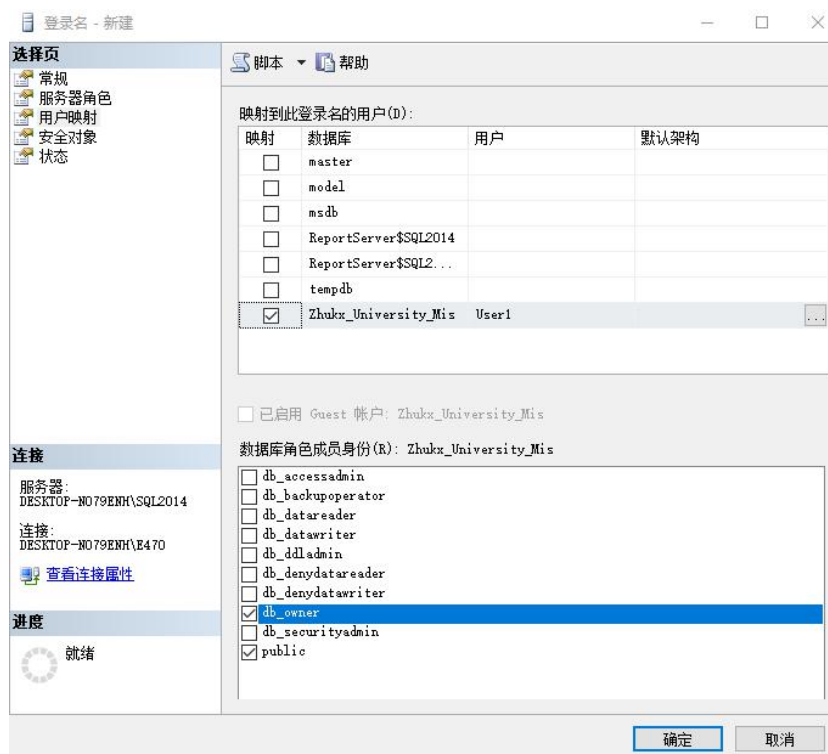 登录名 - 新建
选择页
常规
服务器角色
用户映射
安全对象
状态
脚本 帮助
映射到此登录名的用户(D):
映射 数据库 用户 默认架构
master
model
msdb
ReportServer$SQL2014
ReportServer$SQL2...
tempdb
Zhukx_University_Mis User1 ...
已启用 Guest 帐户: Zhukx_University_Mis
数据库角色成员身份(R): Zhukx_University_Mis
db_accessadmin
db_backupoperator
db_datareader
db_datawriter
db_ddladmin
db_denydatareader
db_denydatawriter
db_owner
db_securityadmin
public
连接
服务器:
DESKTOP-NO79ENH\SQL2014
连接:
DESKTOP-NO79ENH\E470
查看连接属性
进度
就绪
确定 取消